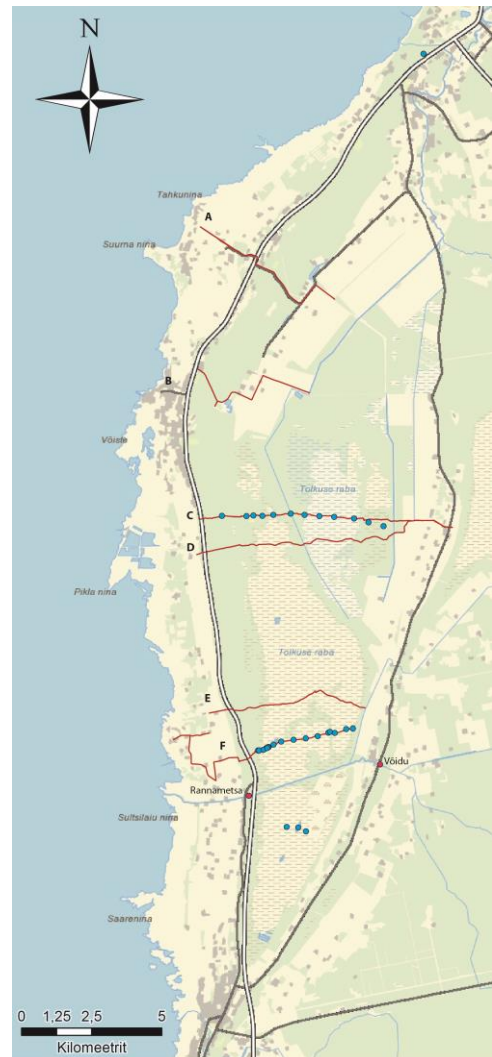 N
Tahkunina
A
Suurna nina
B
Võiste
Tolkuse raba
C
D
Pikla nina
Tolkuse raba
E
F
Võidu
Rannametsa
Sultsilaiu nina
Saarenina
0 1,25 2,5 5
Kilomeetrit